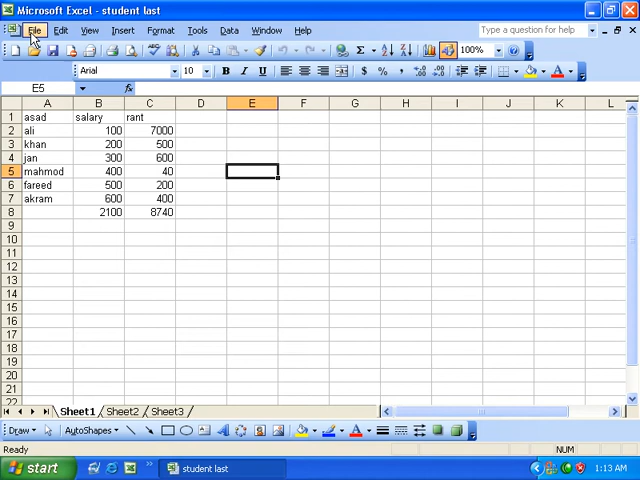 Microsoft Excel - student last
File Edit View Insert Format Tools Data Window Help Type a question for help
100%
Arial 10 B I U $ % ,
E5 fx
A B C D E F G H I J K L
1 asad salary rant
2 ali 100 7000
3 khan 200 500
4 jan 300 600
5 mahmod 400 40
6 fareed 500 200
7 akram 600 400
8 2100 8740
9
10
11
12
13
14
15
16
17
18
19
20
21
22
Sheet1 Sheet2 Sheet3
Draw AutoShapes
Ready NUM
start student last 1:13 AM